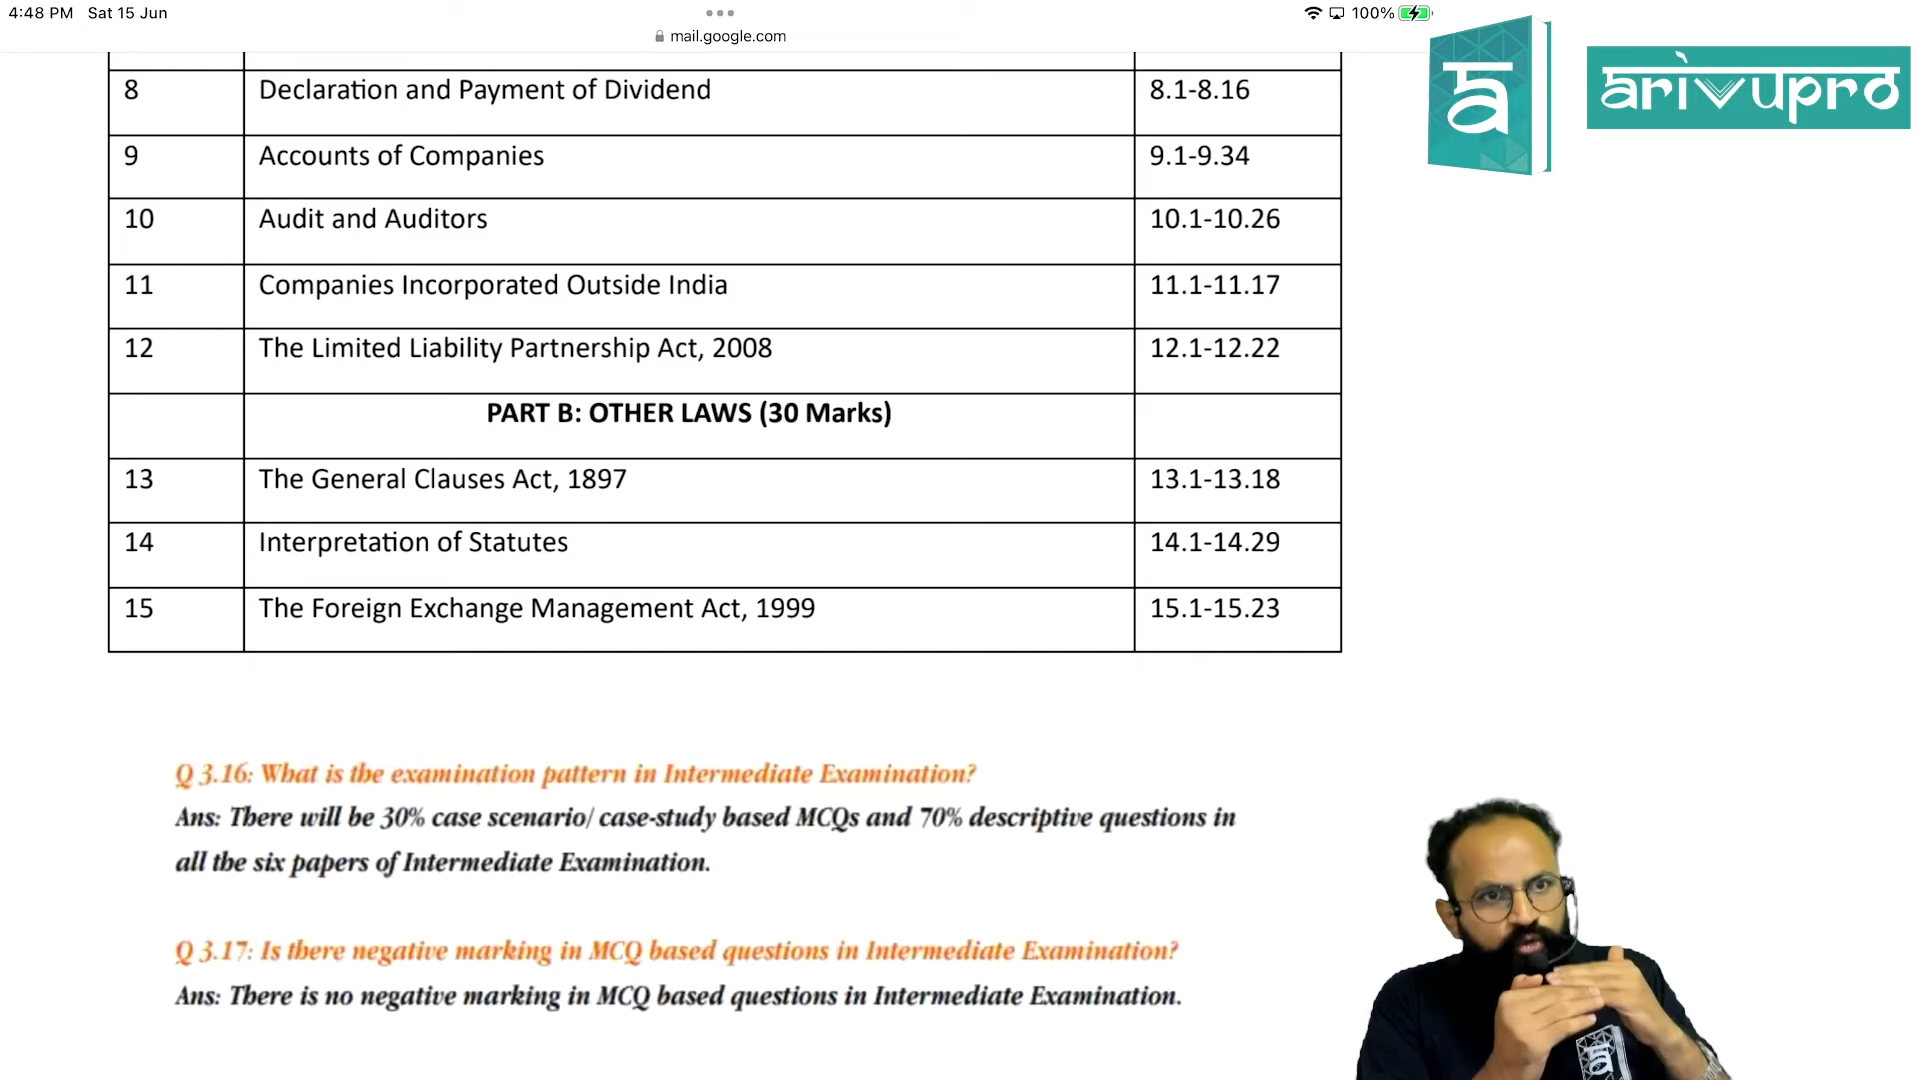 4:48 PM Sat 15 Jun
100%
mail.google.com
ā
arivupro
8 Declaration and Payment of Dividend 8.1-8.16
9 Accounts of Companies 9.1-9.34
10 Audit and Auditors 10.1-10.26
11 Companies Incorporated Outside India 11.1-11.17
12 The Limited Liability Partnership Act, 2008 12.1-12.22
PART B: OTHER LAWS (30 Marks)
13 The General Clauses Act, 1897 13.1-13.18
14 Interpretation of Statutes 14.1-14.29
15 The Foreign Exchange Management Act, 1999 15.1-15.23
Q 3.16: What is the examination pattern in Intermediate Examination?
Ans: There will be 30% case scenario/ case-study based MCQs and 70% descriptive questions in
all the six papers of Intermediate Examination.
Q 3.17: Is there negative marking in MCQ based questions in Intermediate Examination?
Ans: There is no negative marking in MCQ based questions in Intermediate Examination.
ā